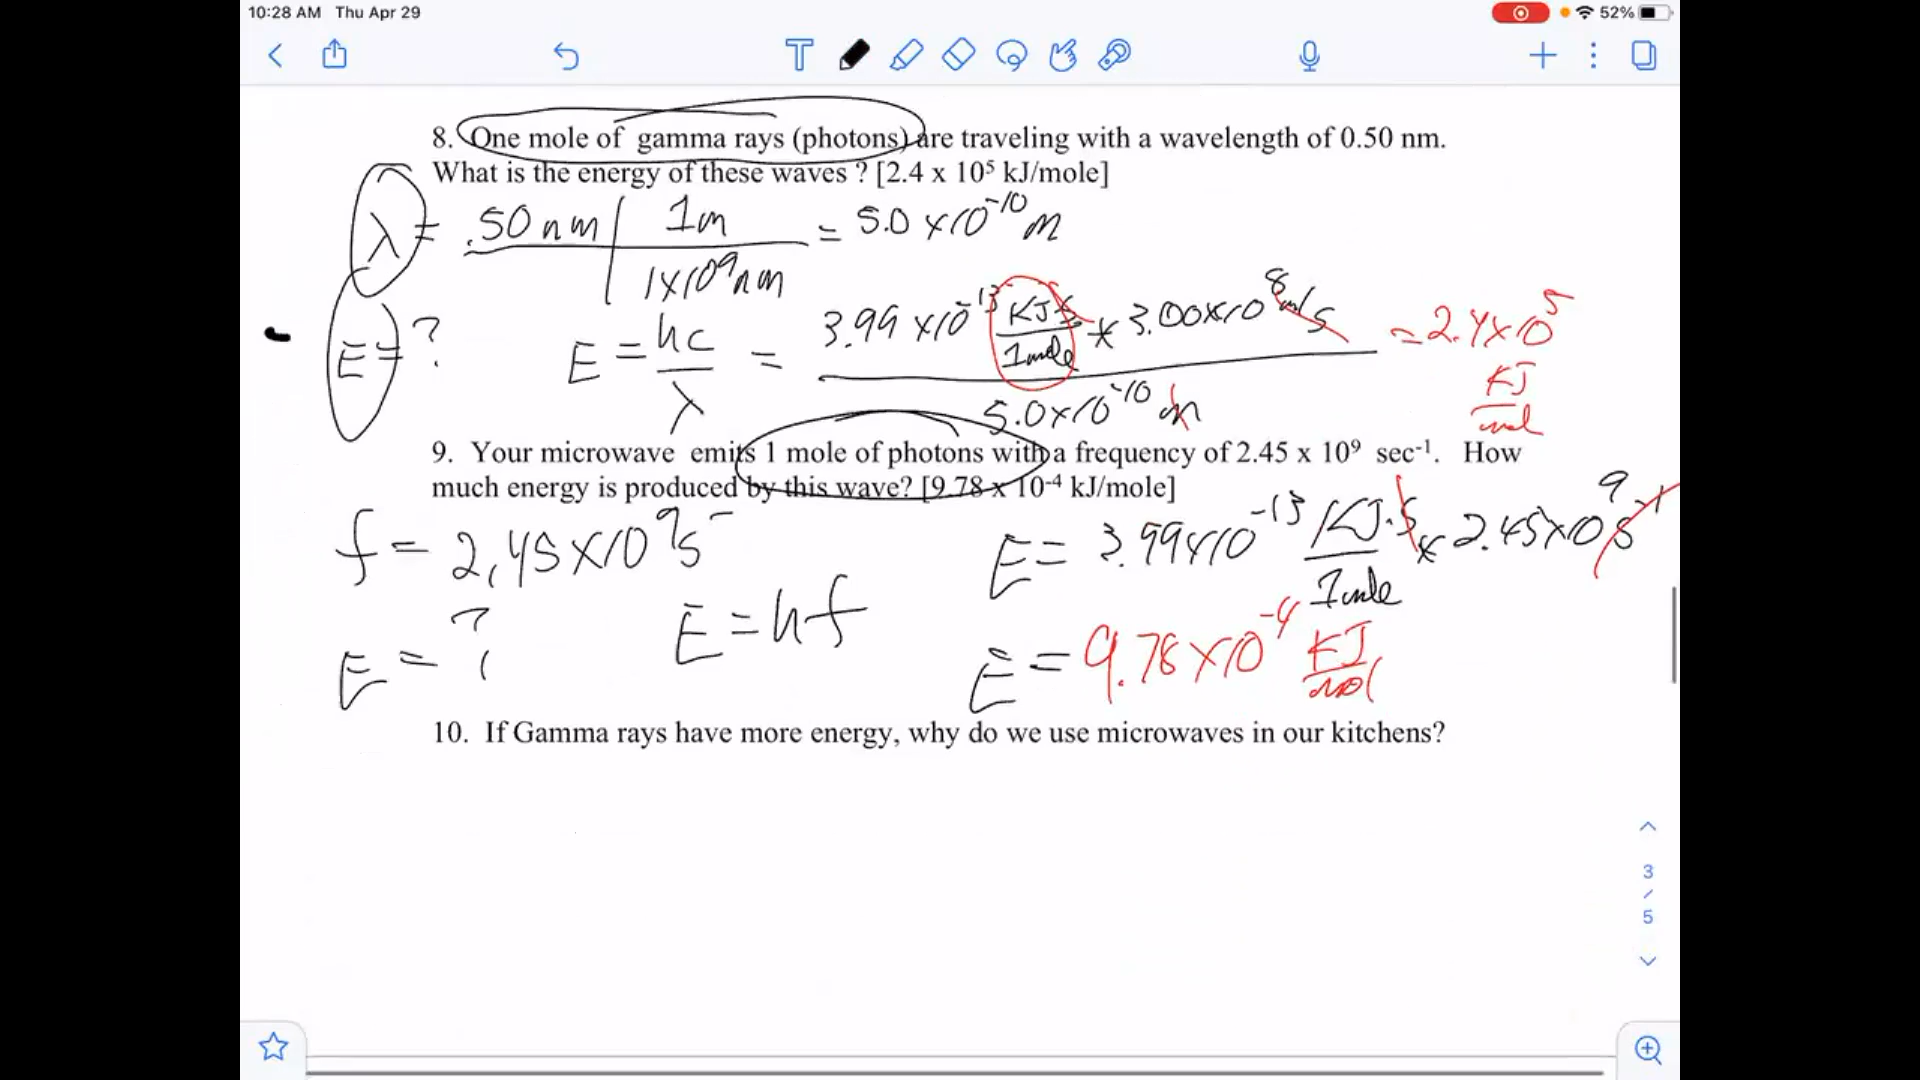 10:28 AM Thu Apr 29
52%
T
8. One mole of gamma rays (photons) are traveling with a wavelength of 0.50 nm.
What is the energy of these waves ? [2.4 x 10⁵ kJ/mole]
λ = .50 nm | 1m = 5.0 x 10⁻¹⁰ m
1x10⁹ nm
E = ?
E = hc/λ = 3.99 x10⁻¹³ KJ·s/1mole * 3.00x10⁸ m/s = 2.4x10⁵ KJ/mol
5.0x10⁻¹⁰ m
9. Your microwave emits 1 mole of photons with a frequency of 2.45 x 10⁹ sec⁻¹. How
much energy is produced by this wave? [9.78 x 10⁻⁴ kJ/mole]
f = 2.45x10⁹ s⁻
E = 3.99x10⁻¹³ KJ·s/1mole * 2.45x10⁹ s⁻¹
E = ?
E = hf
E = 9.78x10⁻⁴ KJ/mol
10. If Gamma rays have more energy, why do we use microwaves in our kitchens?
3
/
5